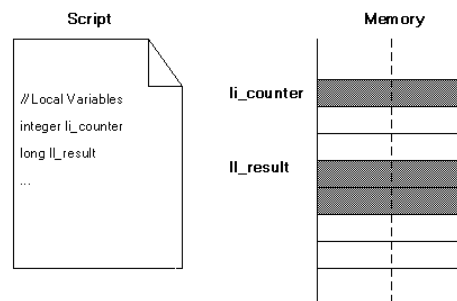 Script
//Local Variables
integer li_counter
long ll_result
...
Memory
li_counter
ll_result